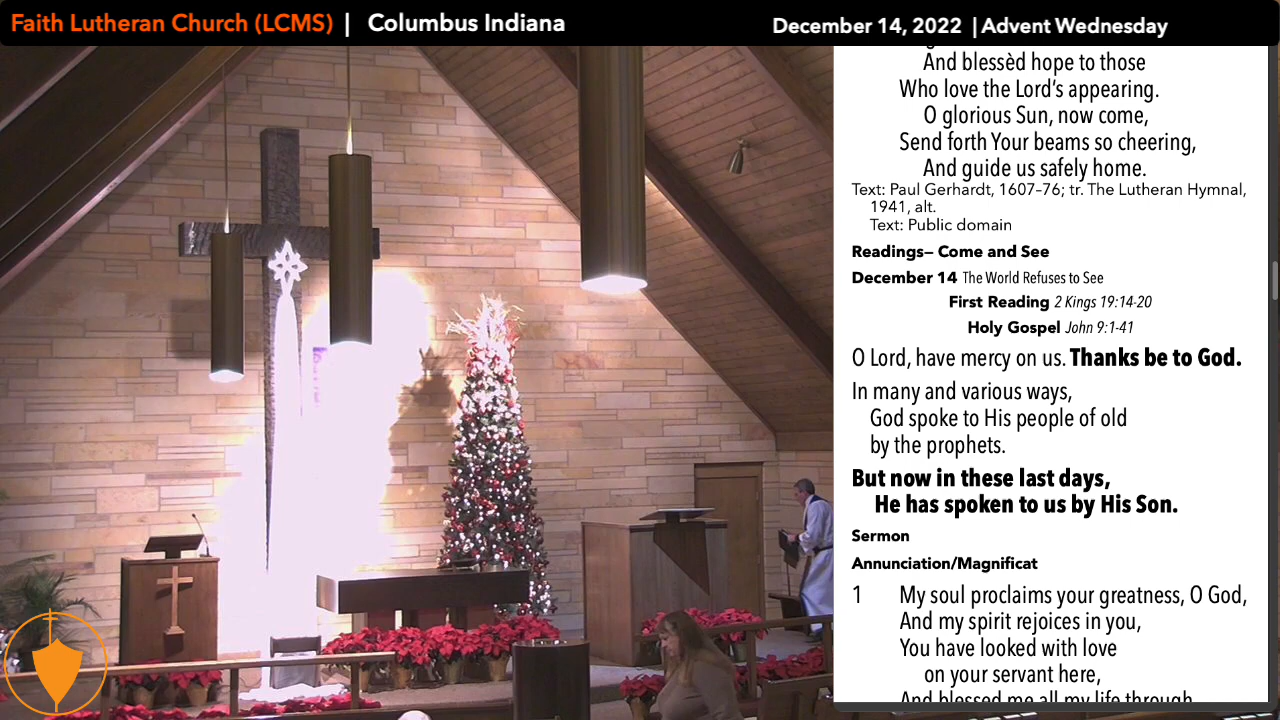 Faith Lutheran Church (LCMS) | Columbus Indiana
December 14, 2022 | Advent Wednesday
And blessèd hope to those
Who love the Lord's appearing.
O glorious Sun, now come,
Send forth Your beams so cheering,
And guide us safely home.
Text: Paul Gerhardt, 1607–76; tr. The Lutheran Hymnal,
1941, alt.
Text: Public domain
Readings– Come and See
December 14 The World Refuses to See
First Reading 2 Kings 19:14-20
Holy Gospel John 9:1-41
O Lord, have mercy on us. Thanks be to God.
In many and various ways,
God spoke to His people of old
by the prophets.
But now in these last days,
He has spoken to us by His Son.
Sermon
Annunciation/Magnificat
1 My soul proclaims your greatness, O God,
And my spirit rejoices in you,
You have looked with love
on your servant here,
And blessed me all my life through